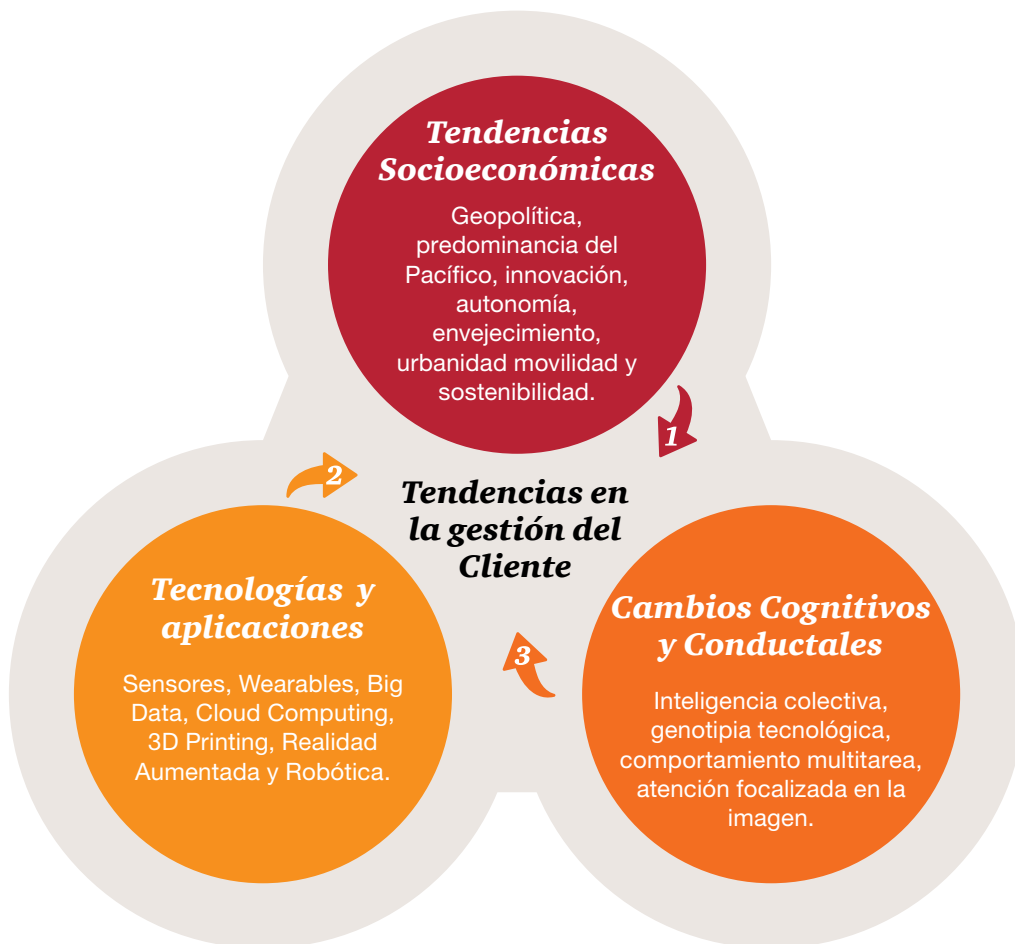 Tendencias
Socioeconómicas
Geopolítica,
predominancia del
Pacífico, innovación,
autonomía,
envejecimiento,
urbanidad movilidad y
sostenibilidad.
1
2
Tendencias en
la gestión del
Cliente
Tecnologías y
aplicaciones
Sensores, Wearables, Big
Data, Cloud Computing,
3D Printing, Realidad
Aumentada y Robótica.
3
Cambios Cognitivos
y Conductales
Inteligencia colectiva,
genotipia tecnológica,
comportamiento multitarea,
atención focalizada en la
imagen.